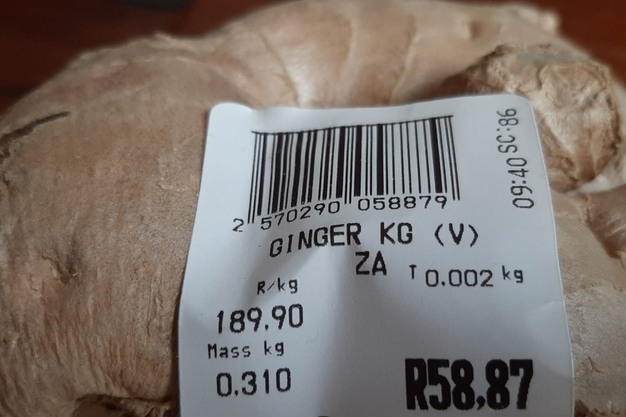 09:40 SC:86
2 570290 058879
GINGER KG (V)
ZA T 0.002 kg
R/kg
189.90
Mass kg
0.310
R58.87